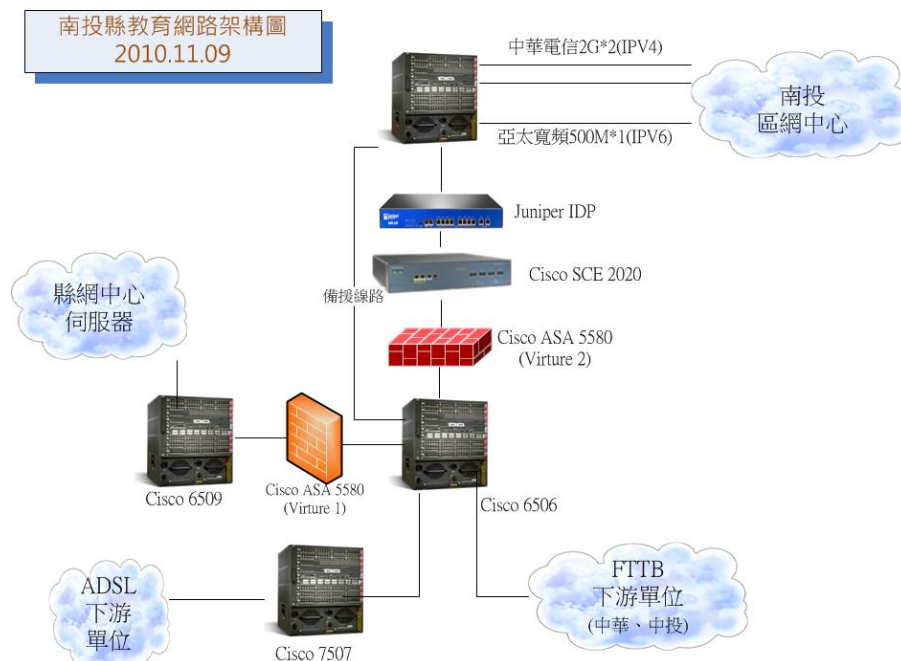 南投縣教育網路架構圖
2010.11.09
中華電信2G*2(IPV4)
南投
區網中心
亞太寬頻500M*1(IPV6)
Juniper IDP
Cisco SCE 2020
縣網中心
伺服器
備援線路
Cisco ASA 5580
(Virture 2)
Cisco 6509
Cisco ASA 5580
(Virture 1)
Cisco 6506
ADSL
下游
單位
FTTB
下游單位
(中華、中投)
Cisco 7507